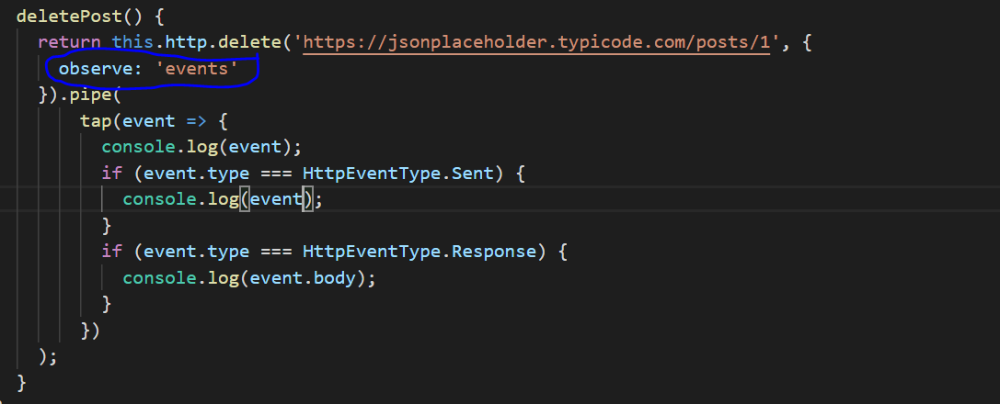 deletePost() {
return this.http.delete('https://jsonplaceholder.typicode.com/posts/1', {
observe: 'events'
}).pipe(
tap(event => {
console.log(event);
if (event.type === HttpEventType.Sent) {
console.log(event);
}
if (event.type === HttpEventType.Response) {
console.log(event.body);
}
})
);
}